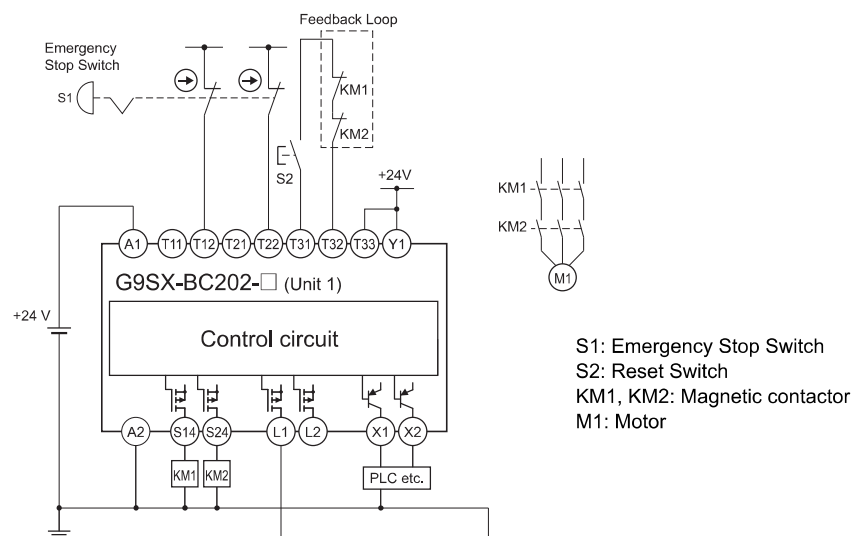 Feedback Loop
Emergency
Stop Switch
S1
KM1
KM2
S2
+24V
KM1
KM2
M1
A1 T11 T12 T21 T22 T31 T32 T33 Y1
G9SX-BC202-□ (Unit 1)
+24 V
Control circuit
S1: Emergency Stop Switch
S2: Reset Switch
KM1, KM2: Magnetic contactor
M1: Motor
A2 S14 S24 L1 L2 X1 X2
KM1 KM2 PLC etc.